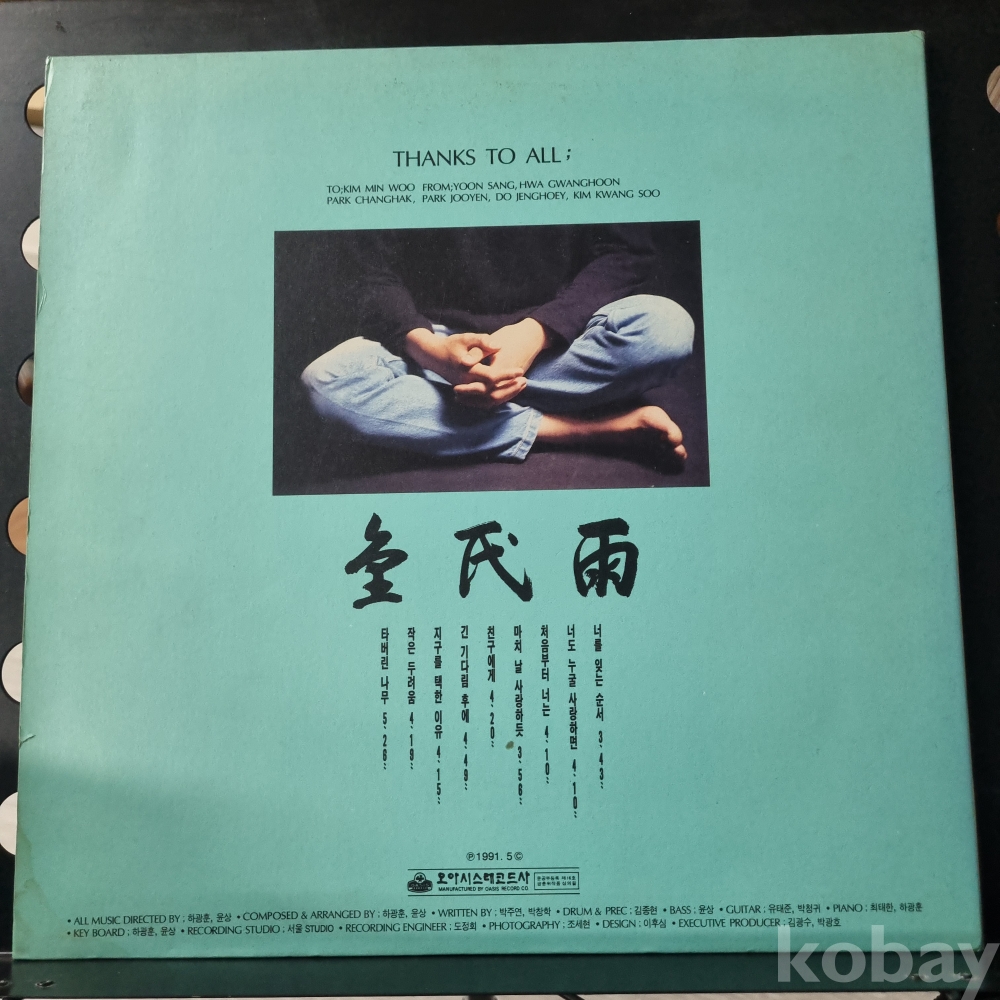 THANKS TO ALL ;
TO;KIM MIN WOO FROM;YOON SANG, HWA GWANGHOON
PARK CHANGHAK, PARK JOOYEN, DO JENGHOEY, KIM KWANG SOO
金民雨
너를 잊는 순서 3'43"
너도 누굴 사랑하면 4'10"
처음부터 너는 4'10"
마치 날 사랑하듯 3'56"
친구에게 4'20"
긴 기다림 후에 4'49"
지구를 택한 이유 4'15"
작은 두려움 4'19"
타버린 나무 5'26"
℗1991. 5©
오아시스레코드사
MANUFACTURED BY OASIS RECORD CO.
• ALL MUSIC DIRECTED BY ; 하광훈, 윤상 • COMPOSED & ARRANGED BY ; 하광훈, 윤상 • WRITTEN BY ; 박주연, 박창학 • DRUM & PREC ; 김종현 • BASS ; 윤상 • GUITAR ; 유태준, 박청귀 • PIANO ; 최태한, 하광훈
• KEY BOARD ; 하광훈, 윤상 • RECORDING STUDIO ; 서울 STUDIO • RECORDING ENGINEER ; 도정회 • PHOTOGRAPHY ; 조세현 • DESIGN ; 이후심 • EXECUTIVE PRODUCER ; 김광수, 박광호
kobay